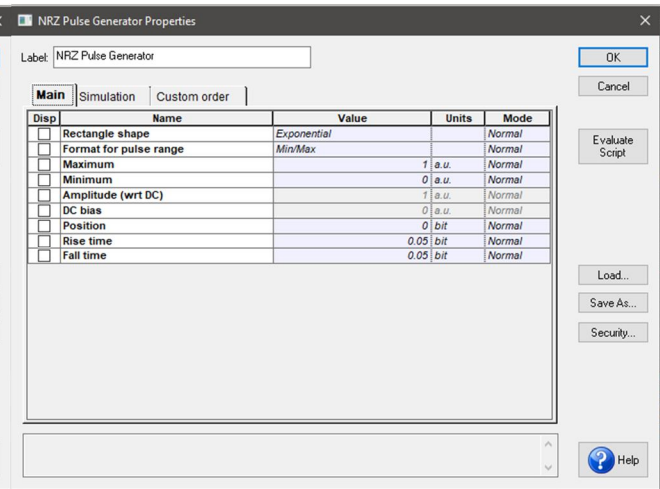 NRZ Pulse Generator Properties
Label: NRZ Pulse Generator
OK
Cancel
Main Simulation Custom order
Disp Name Value Units Mode
Rectangle shape Exponential Normal
Format for pulse range Min/Max Normal
Maximum 1 a.u. Normal
Minimum 0 a.u. Normal
Amplitude (wrt DC) 1 a.u. Normal
DC bias 0 a.u. Normal
Position 0 bit Normal
Rise time 0.05 bit Normal
Fall time 0.05 bit Normal
Evaluate
Script
Load...
Save As...
Security...
Help